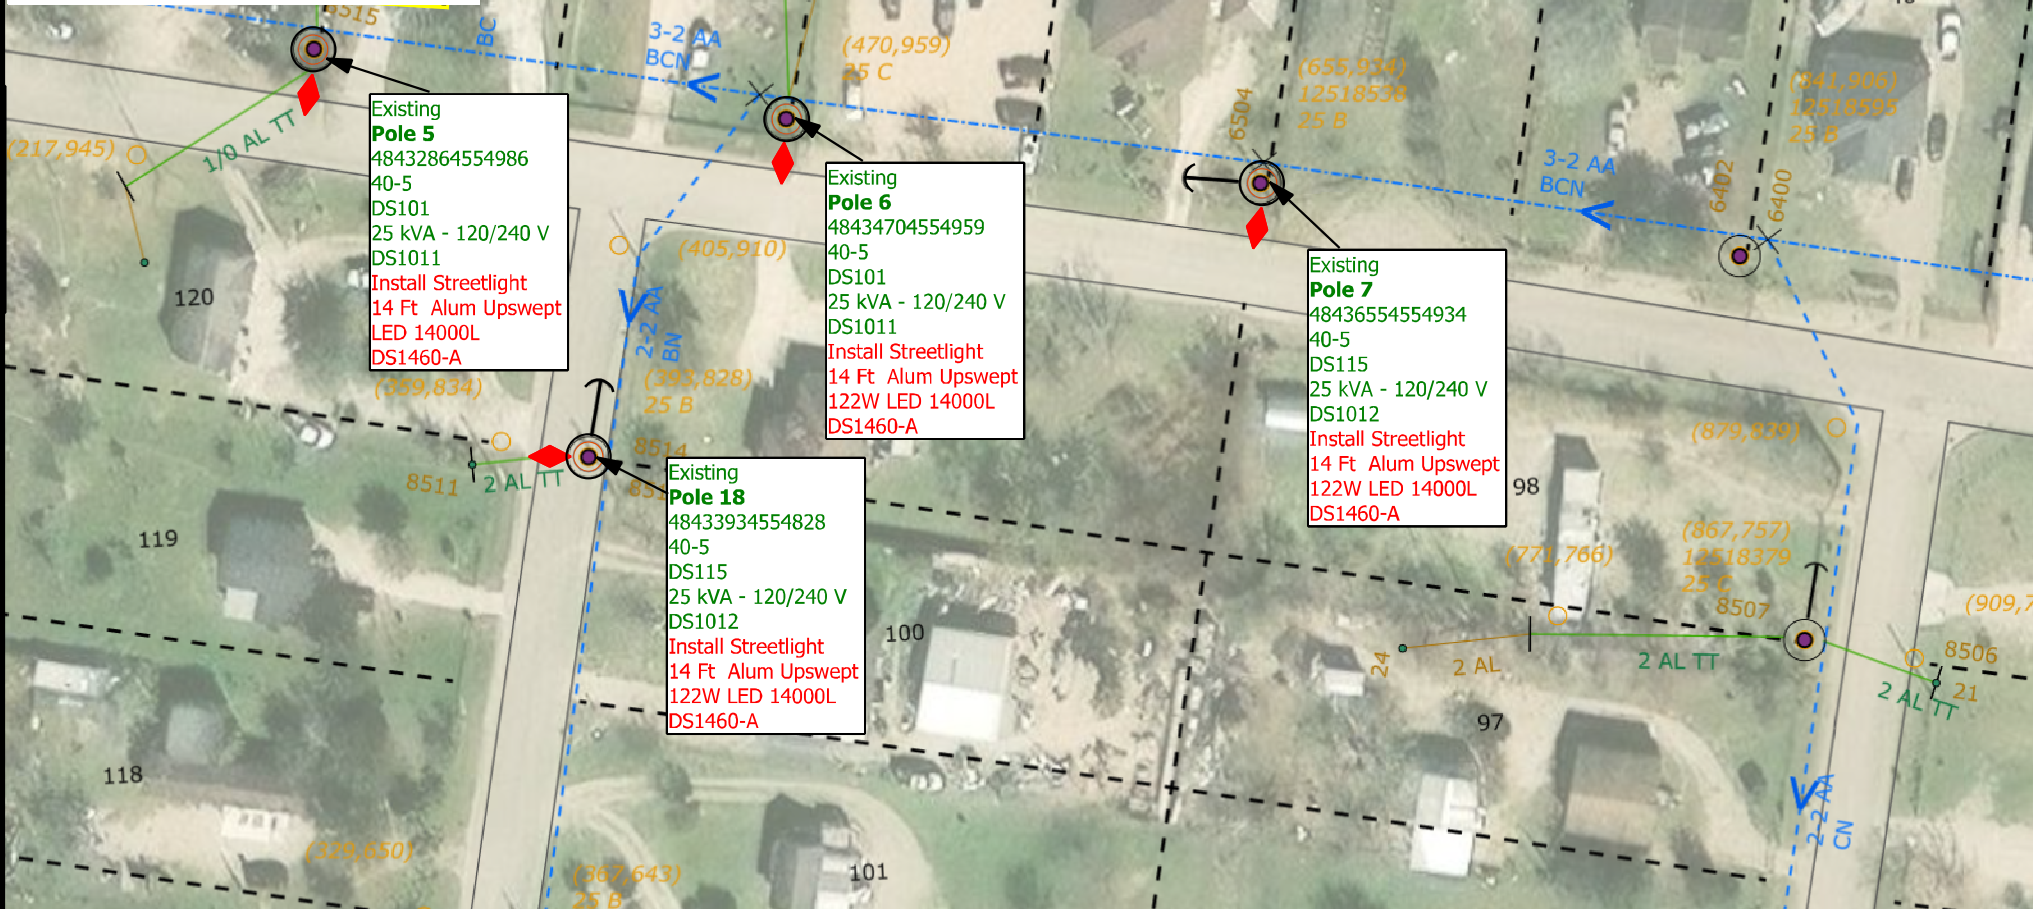 8515
BC
3-2 AA
BCN
(470,959)
25 C
(655,934)
12518538
25 B
6504
(841,906)
12518595
25 B
3-2 AA
BCN
6402
6400
(217,945)
1/0 AL TT
Existing
Pole 5
48432864554986
40-5
DS101
25 kVA - 120/240 V
DS1011
Install Streetlight
14 Ft  Alum Upswept
LED 14000L
DS1460-A
Existing
Pole 6
48434704554959
40-5
DS101
25 kVA - 120/240 V
DS1011
Install Streetlight
14 Ft  Alum Upswept
122W LED 14000L
DS1460-A
Existing
Pole 7
48436554554934
40-5
DS115
25 kVA - 120/240 V
DS1012
Install Streetlight
14 Ft  Alum Upswept
122W LED 14000L
DS1460-A
(405,910)
120
2-2 AA
BN
(359,834)
(393,828)
25 B
8514
8511
2 AL TT
Existing
Pole 18
48433934554828
40-5
DS115
25 kVA - 120/240 V
DS1012
Install Streetlight
14 Ft  Alum Upswept
122W LED 14000L
DS1460-A
(879,839)
98
(867,757)
12518379
25 C
(771,766)
8507
119
100
24
2 AL
2 AL TT
8506
21
2 AL TT
97
118
2-2 AA
CN
(329,650)
(367,643)
25 B
101